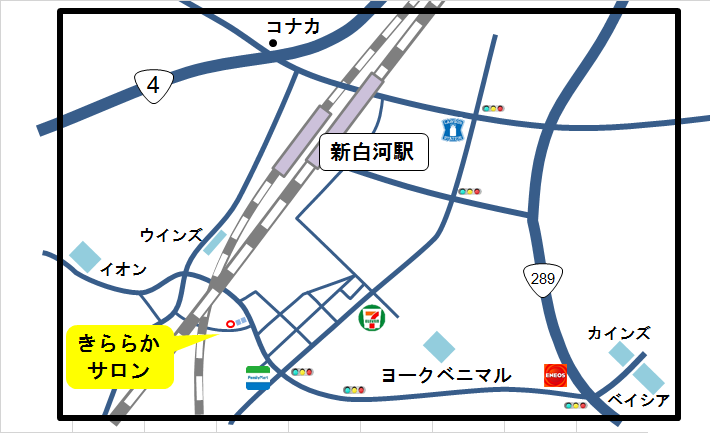 コナカ
4
新白河駅
ウインズ
イオン
289
7
きららか
サロン
カインズ
FamilyMart
ヨークベニマル
ENEOS
ベイシア